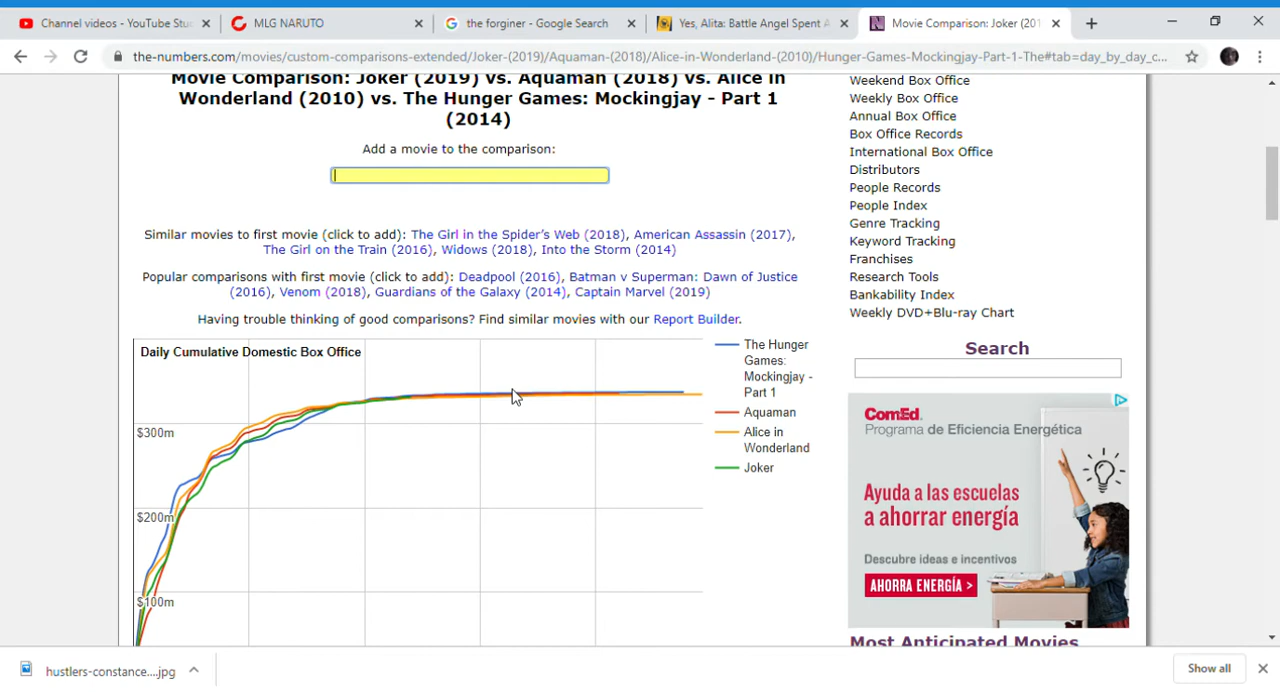 Channel videos - YouTube Stu
MLG NARUTO
the forginer - Google Search
Yes, Alita: Battle Angel Spent A
Movie Comparison: Joker (201
the-numbers.com/movies/custom-comparisons-extended/Joker-(2019)/Aquaman-(2018)/Alice-in-Wonderland-(2010)/Hunger-Games-Mockingjay-Part-1-The#tab=day_by_day_c...
Movie Comparison: Joker (2019) vs. Aquaman (2018) vs. Alice in
Wonderland (2010) vs. The Hunger Games: Mockingjay - Part 1
(2014)
Add a movie to the comparison:
Similar movies to first movie (click to add): The Girl in the Spider’s Web (2018), American Assassin (2017),
The Girl on the Train (2016), Widows (2018), Into the Storm (2014)
Popular comparisons with first movie (click to add): Deadpool (2016), Batman v Superman: Dawn of Justice
(2016), Venom (2018), Guardians of the Galaxy (2014), Captain Marvel (2019)
Having trouble thinking of good comparisons? Find similar movies with our Report Builder.
Daily Cumulative Domestic Box Office
$300m
$200m
$100m
The Hunger
Games:
Mockingjay -
Part 1
Aquaman
Alice in
Wonderland
Joker
Weekend Box Office
Weekly Box Office
Annual Box Office
Box Office Records
International Box Office
Distributors
People Records
People Index
Genre Tracking
Keyword Tracking
Franchises
Research Tools
Bankability Index
Weekly DVD+Blu-ray Chart
Search
ComEd.
Programa de Eficiencia Energética
Ayuda a las escuelas
a ahorrar energía
Descubre ideas e incentivos
AHORRA ENERGÍA >
Most Anticipated Movies
hustlers-constance....jpg
Show all